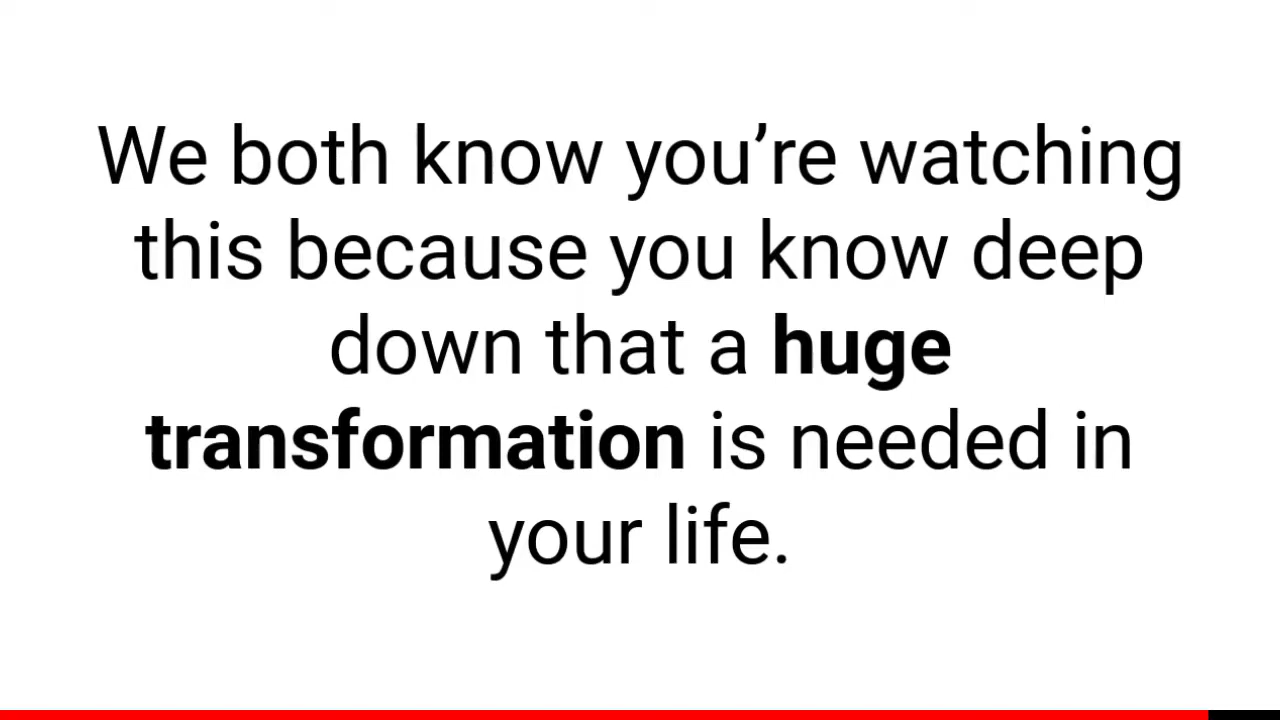 We both know you’re watching
this because you know deep
down that a huge
transformation is needed in
your life.